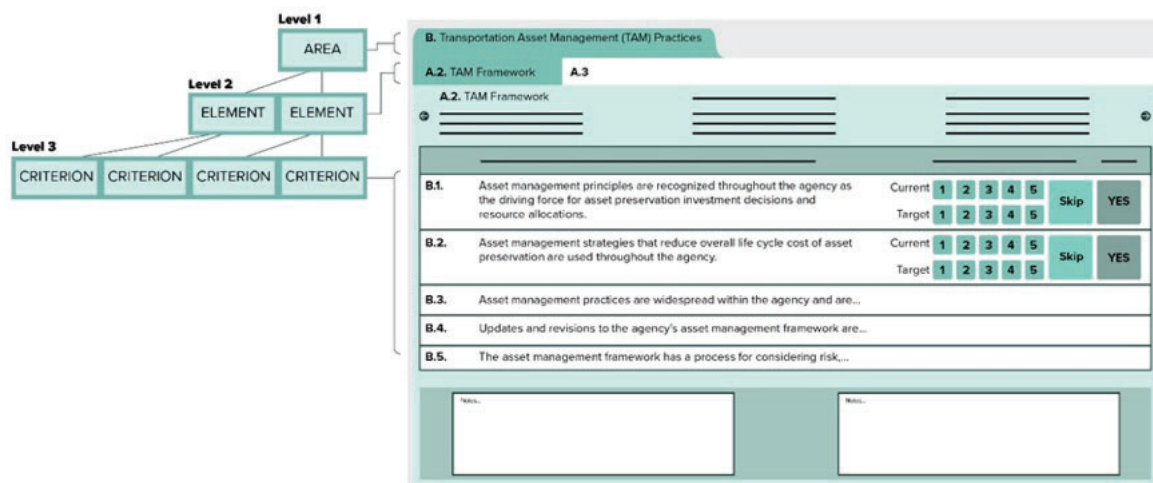 Level 1
AREA
Level 2
ELEMENT
ELEMENT
Level 3
CRITERION
CRITERION
CRITERION
CRITERION
B. Transportation Asset Management (TAM) Practices
A.2. TAM Framework
A.3
A.2. TAM Framework
B.1.
Asset management principles are recognized throughout the agency as
the driving force for asset preservation investment decisions and
resource allocations.
Current 1 2 3 4 5
Target 1 2 3 4 5
Skip
YES
B.2.
Asset management strategies that reduce overall life cycle cost of asset
preservation are used throughout the agency.
Current 1 2 3 4 5
Target 1 2 3 4 5
Skip
YES
B.3.
Asset management practices are widespread within the agency and are...
B.4.
Updates and revisions to the agency's asset management framework are...
B.5.
The asset management framework has a process for considering risk,...
Notes...
Notes...